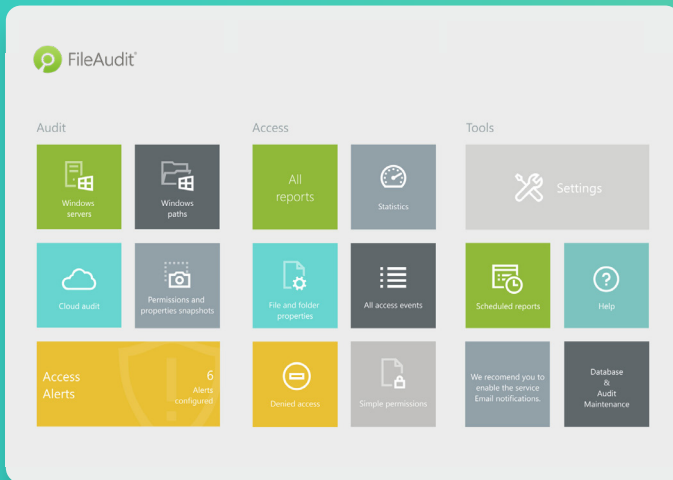 FileAudit®
Audit
Access
Tools
Windows
servers
Windows
paths
All
reports
Statistics
Settings
Cloud audit
Permissions and
properties snapshots
File and folder
properties
All access events
Scheduled reports
Help
Access
Alerts
6
Alerts
configured
Denied access
Simple permissions
We recomend you to
enable the service
Email notifications.
Database
&
Audit
Maintenance